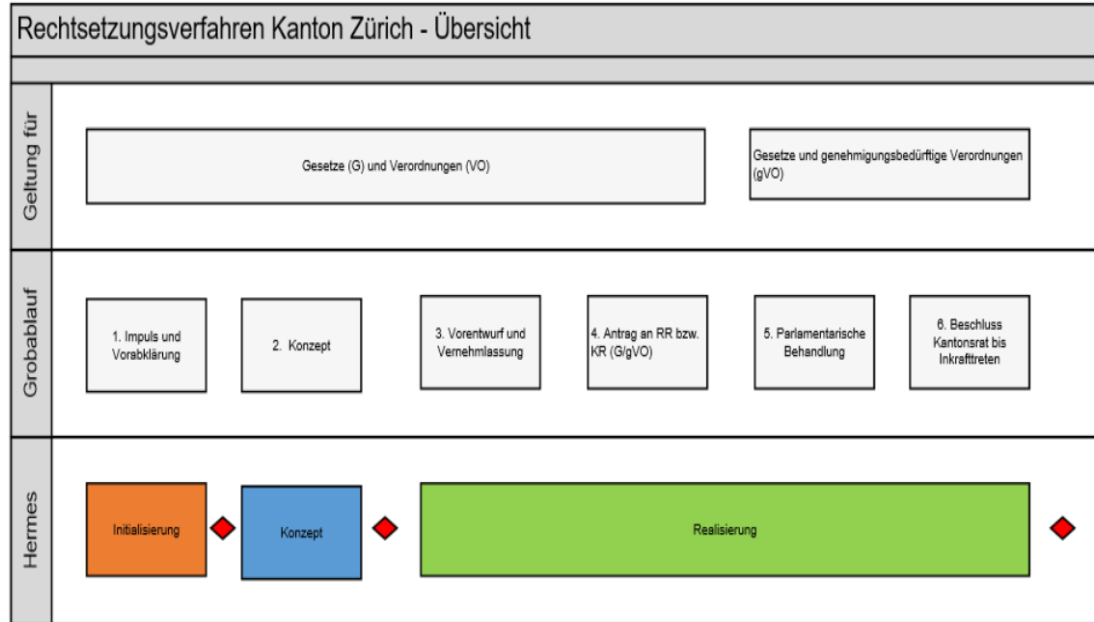 Rechtsetzungsverfahren Kanton Zürich - Übersicht
Geltung für
Gesetze (G) und Verordnungen (VO)
Gesetze und genehmigungsbedürftige Verordnungen
(gVO)
Grobablauf
1. Impuls und
Vorabklärung
2. Konzept
3. Vorentwurf und
Vernehmlassung
4. Antrag an RR bzw.
KR (G/gVO)
5. Parlamentarische
Behandlung
6. Beschluss
Kantonsrat bis
Inkrafttreten
Hermes
Initialisierung
Konzept
Realisierung